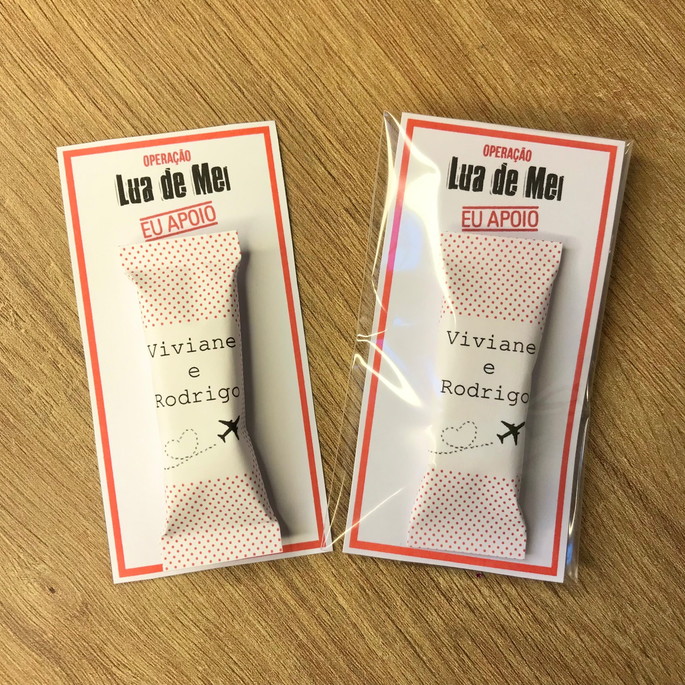 OPERAÇÃO
Lua de Mel
EU APOIO
Viviane
e
Rodrigo
OPERAÇÃO
Lua de Mel
EU APOIO
Viviane
e
Rodrigo